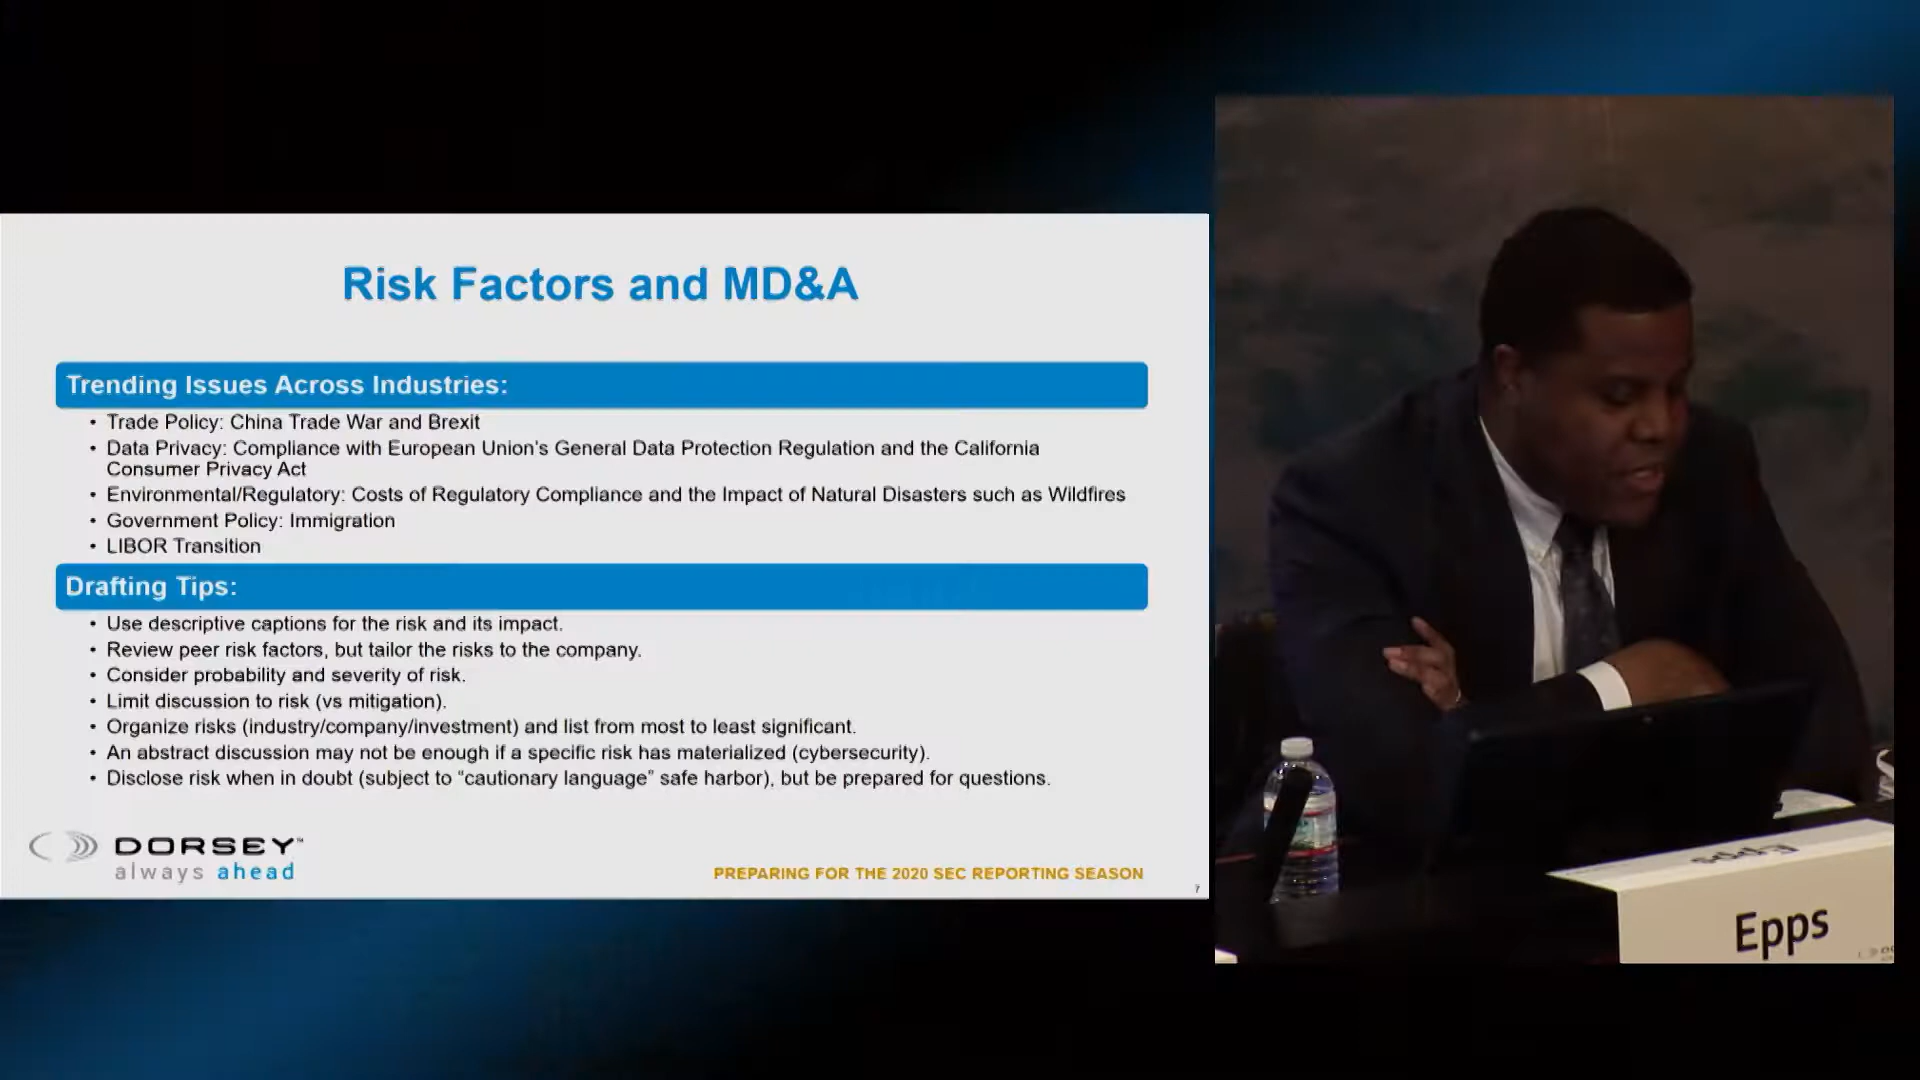 Risk Factors and MD&A
Trending Issues Across Industries:
• Trade Policy: China Trade War and Brexit
• Data Privacy: Compliance with European Union's General Data Protection Regulation and the California
Consumer Privacy Act
• Environmental/Regulatory: Costs of Regulatory Compliance and the Impact of Natural Disasters such as Wildfires
• Government Policy: Immigration
• LIBOR Transition
Drafting Tips:
• Use descriptive captions for the risk and its impact.
• Review peer risk factors, but tailor the risks to the company.
• Consider probability and severity of risk.
• Limit discussion to risk (vs mitigation).
• Organize risks (industry/company/investment) and list from most to least significant.
• An abstract discussion may not be enough if a specific risk has materialized (cybersecurity).
• Disclose risk when in doubt (subject to “cautionary language” safe harbor), but be prepared for questions.
DORSEY™
always ahead
PREPARING FOR THE 2020 SEC REPORTING SEASON
7
Epps
Epps